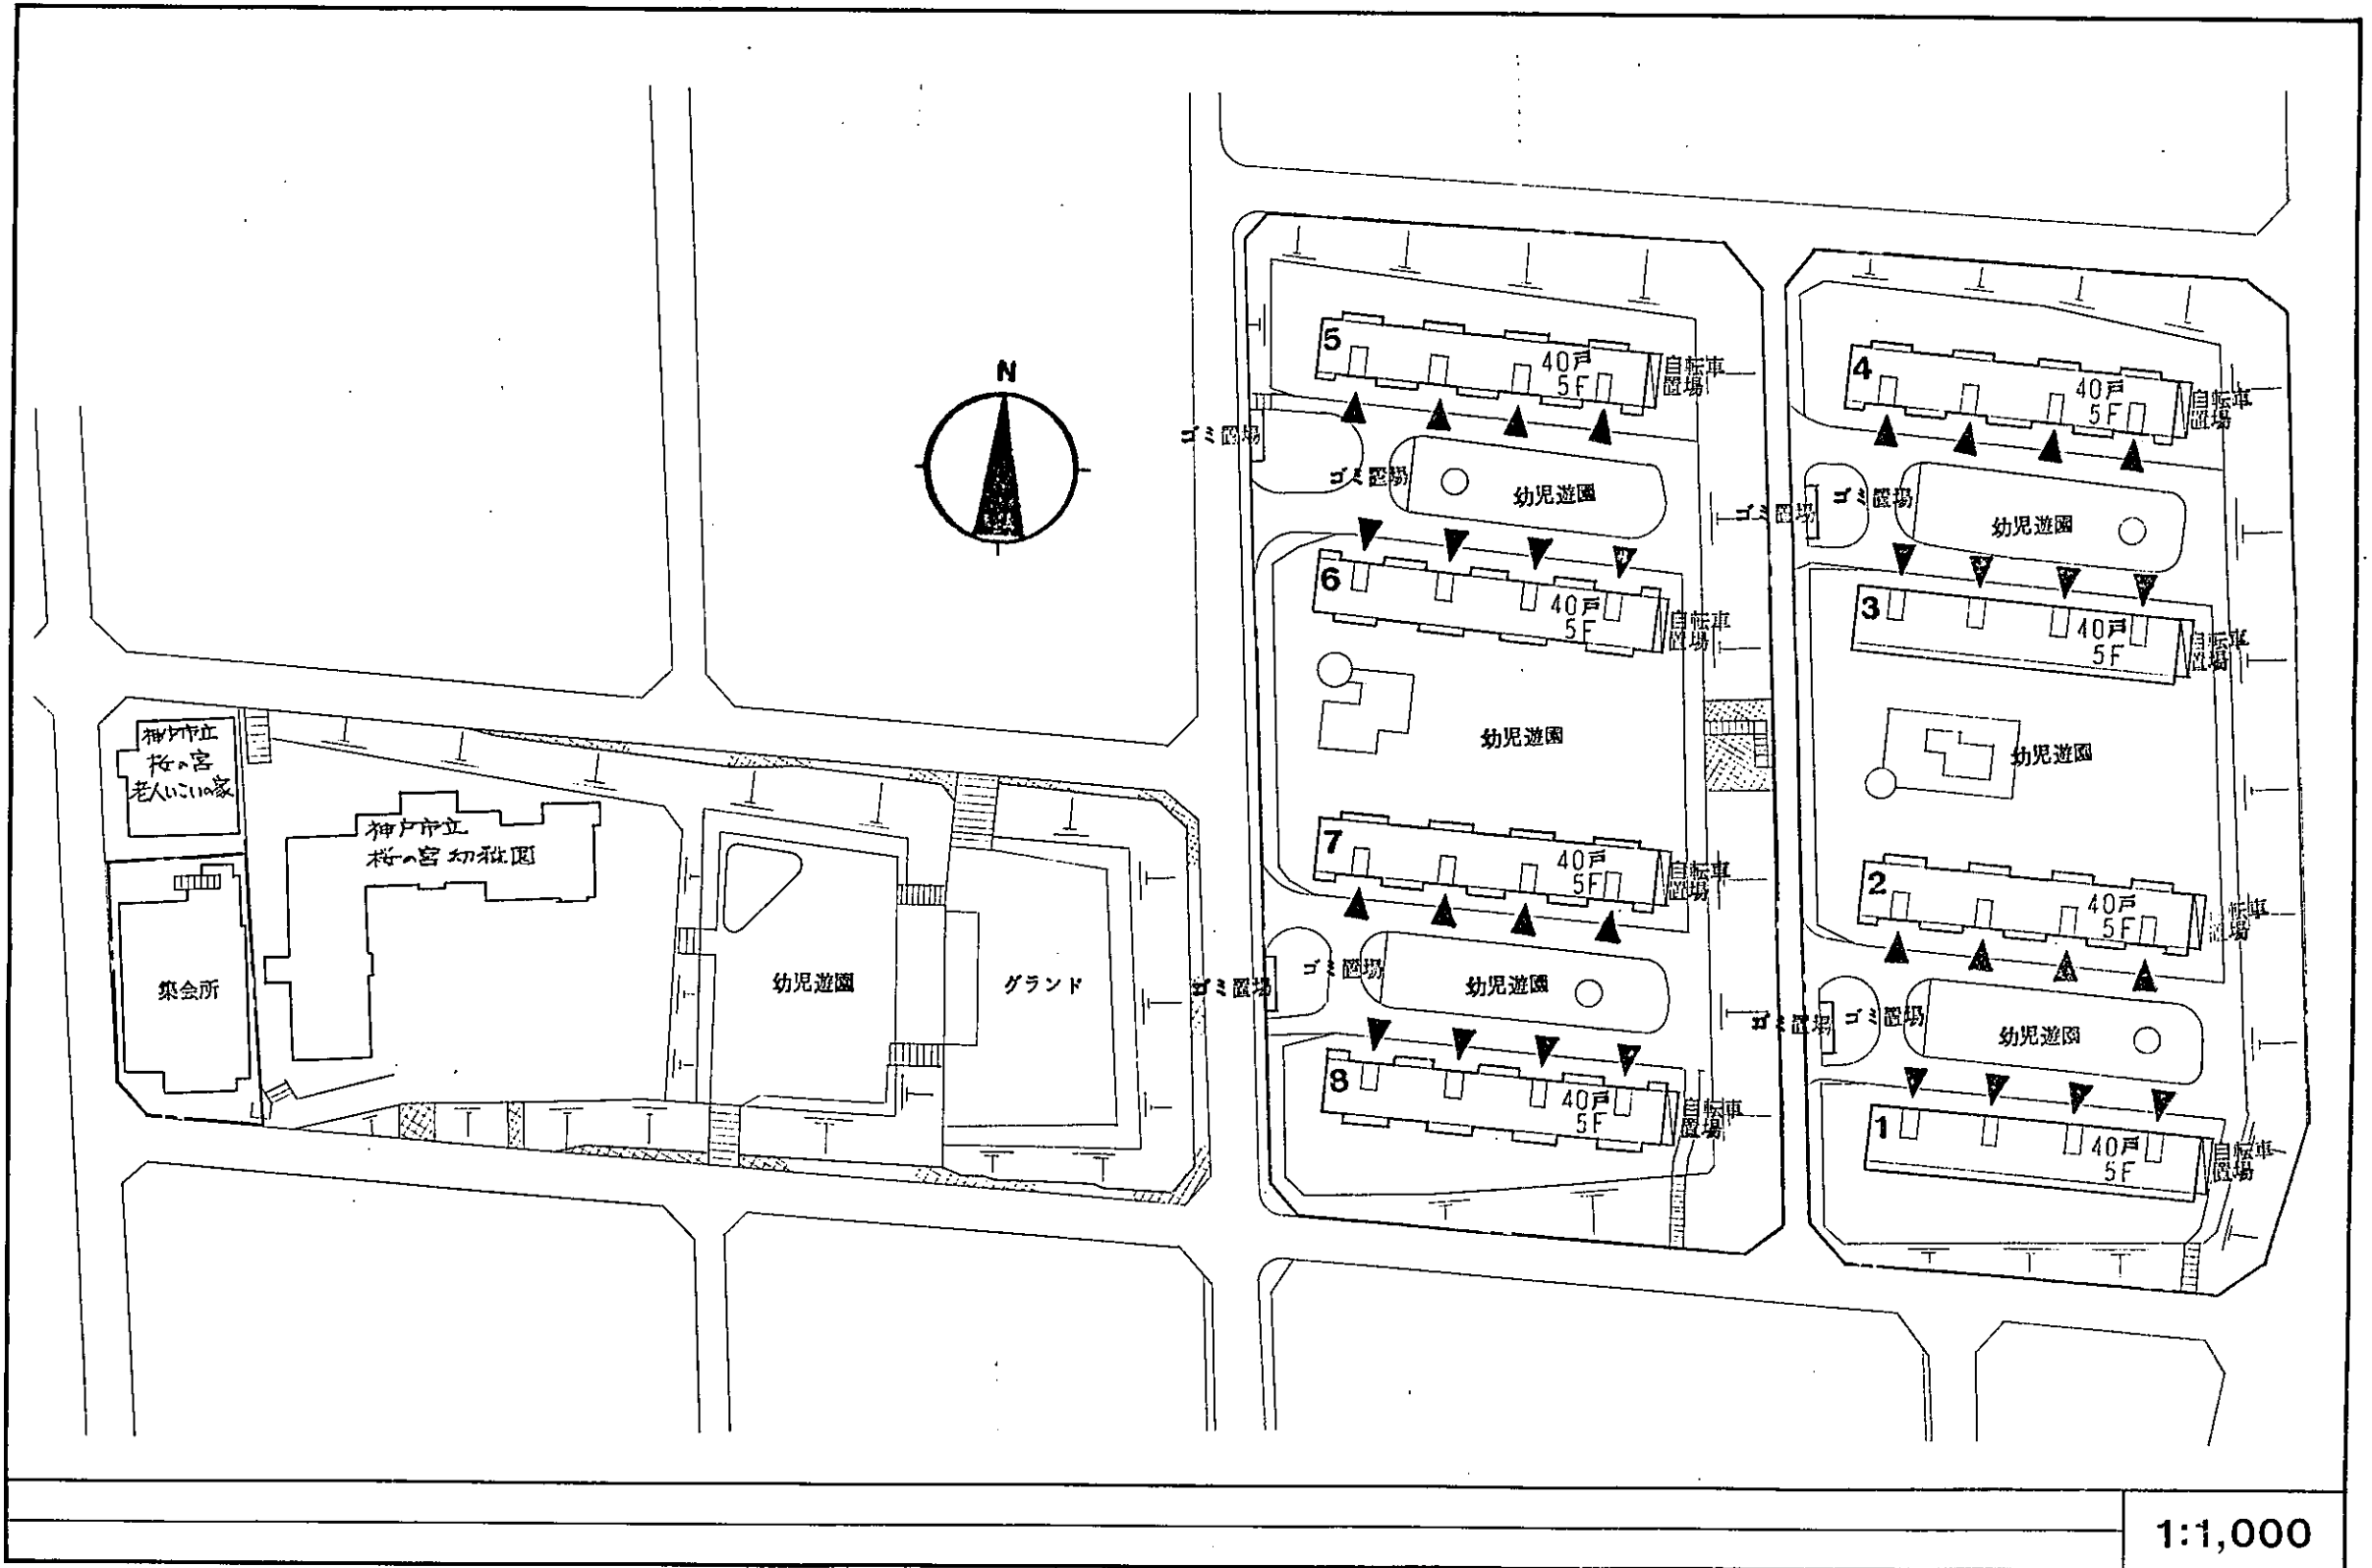 N
5
40戸
5F
自転車
置場
4
40戸
5F
自転車
置場
ゴミ置場
ゴミ置場
幼児遊園
ゴミ置場
ゴミ置場
幼児遊園
6
40戸
5F
自転車
置場
3
40戸
5F
自転車
置場
幼児遊園
幼児遊園
神戸市立
桜の宮
老人いこいの家
神戸市立
桜の宮幼稚園
7
40戸
5F
自転車
置場
2
40戸
5F
転車
置場
集会所
幼児遊園
グランド
ゴミ置場
ゴミ置場
幼児遊園
ゴミ置場
ゴミ置場
幼児遊園
8
40戸
5F
自転車
置場
1
40戸
5F
自転車
置場
1:1,000